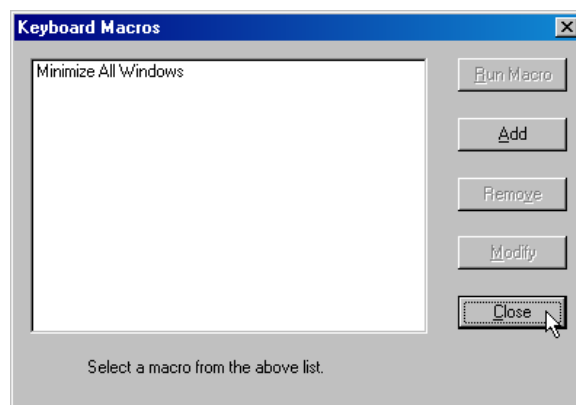 Keyboard Macros
Minimize All Windows
Run Macro
Add
Remove
Modify
Close
Select a macro from the above list.